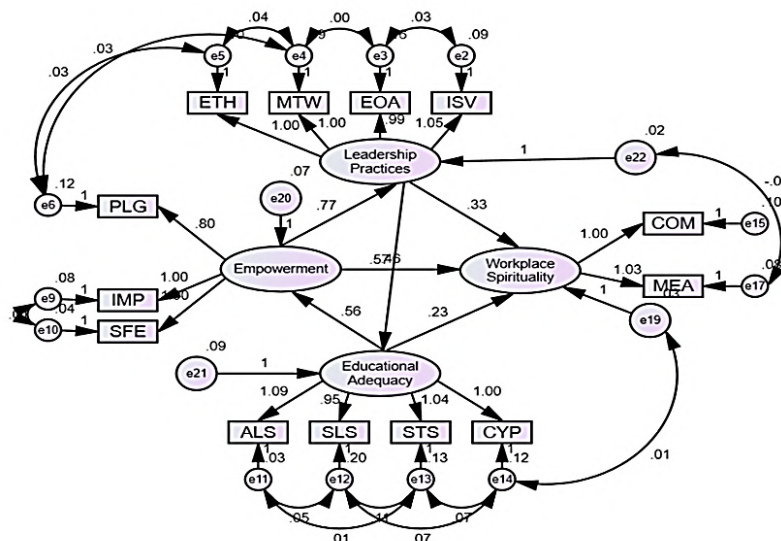 .04 .00 .03
.03 .09
.03
e5 e4 e3 e2
1 1 1 1
ETH MTW EOA ISV
1.00 1.00 .99 1.05
.02
Leadership
Practices
1
e22
.12 .07
e6 1 PLG
e20
.77 .33
1
.80
1.00 COM 1 e15
.10
Empowerment
Workplace
Spirituality
.08
e9 1 IMP 1.00
1.03 MEA 1 e17
.04
e10 1 SFE
.56 .23
1 e19
.09
e21 1
Educational
Adequacy
1.09 .95 1.04 1.00
ALS SLS STS CYP
.03 .20 .13 .12
e11 e12 e13 e14
.01
.05 .07
.01 .07